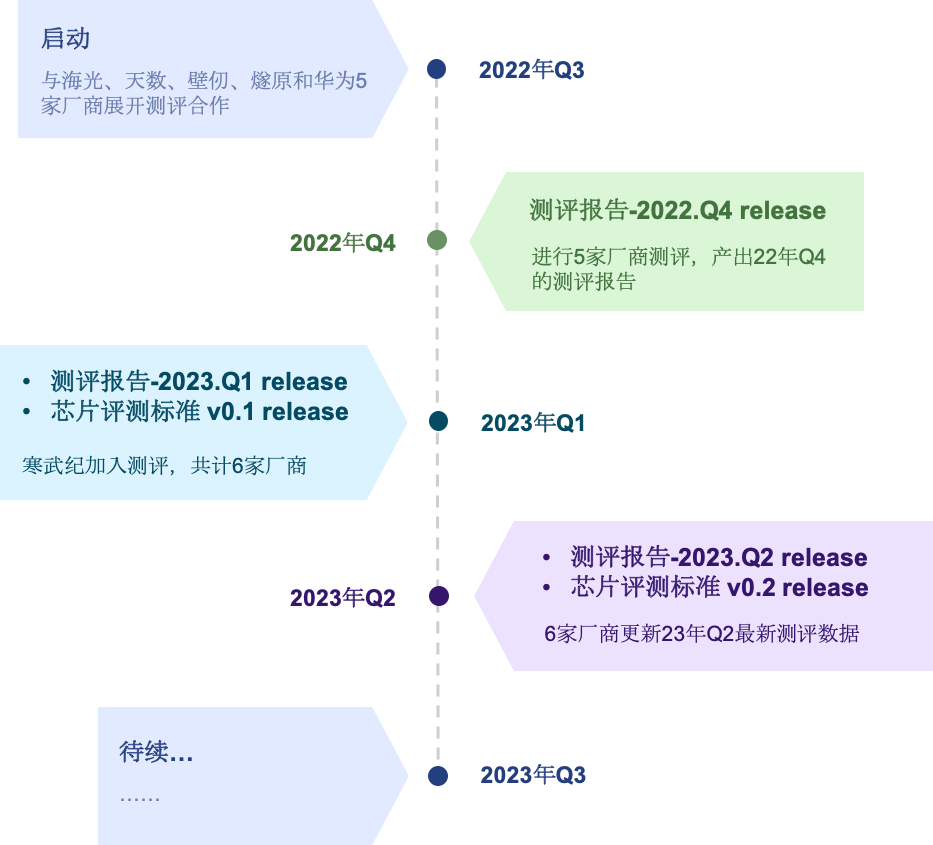 启动
与海光、天数、壁仞、燧原和华为5
家厂商展开测评合作
2022年Q3
测评报告-2022.Q4 release
进行5家厂商测评，产出22年Q4
的测评报告
2022年Q4
• 测评报告-2023.Q1 release
• 芯片评测标准 v0.1 release
寒武纪加入测评，共计6家厂商
2023年Q1
• 测评报告-2023.Q2 release
• 芯片评测标准 v0.2 release
6家厂商更新23年Q2最新测评数据
2023年Q2
待续...
......
2023年Q3